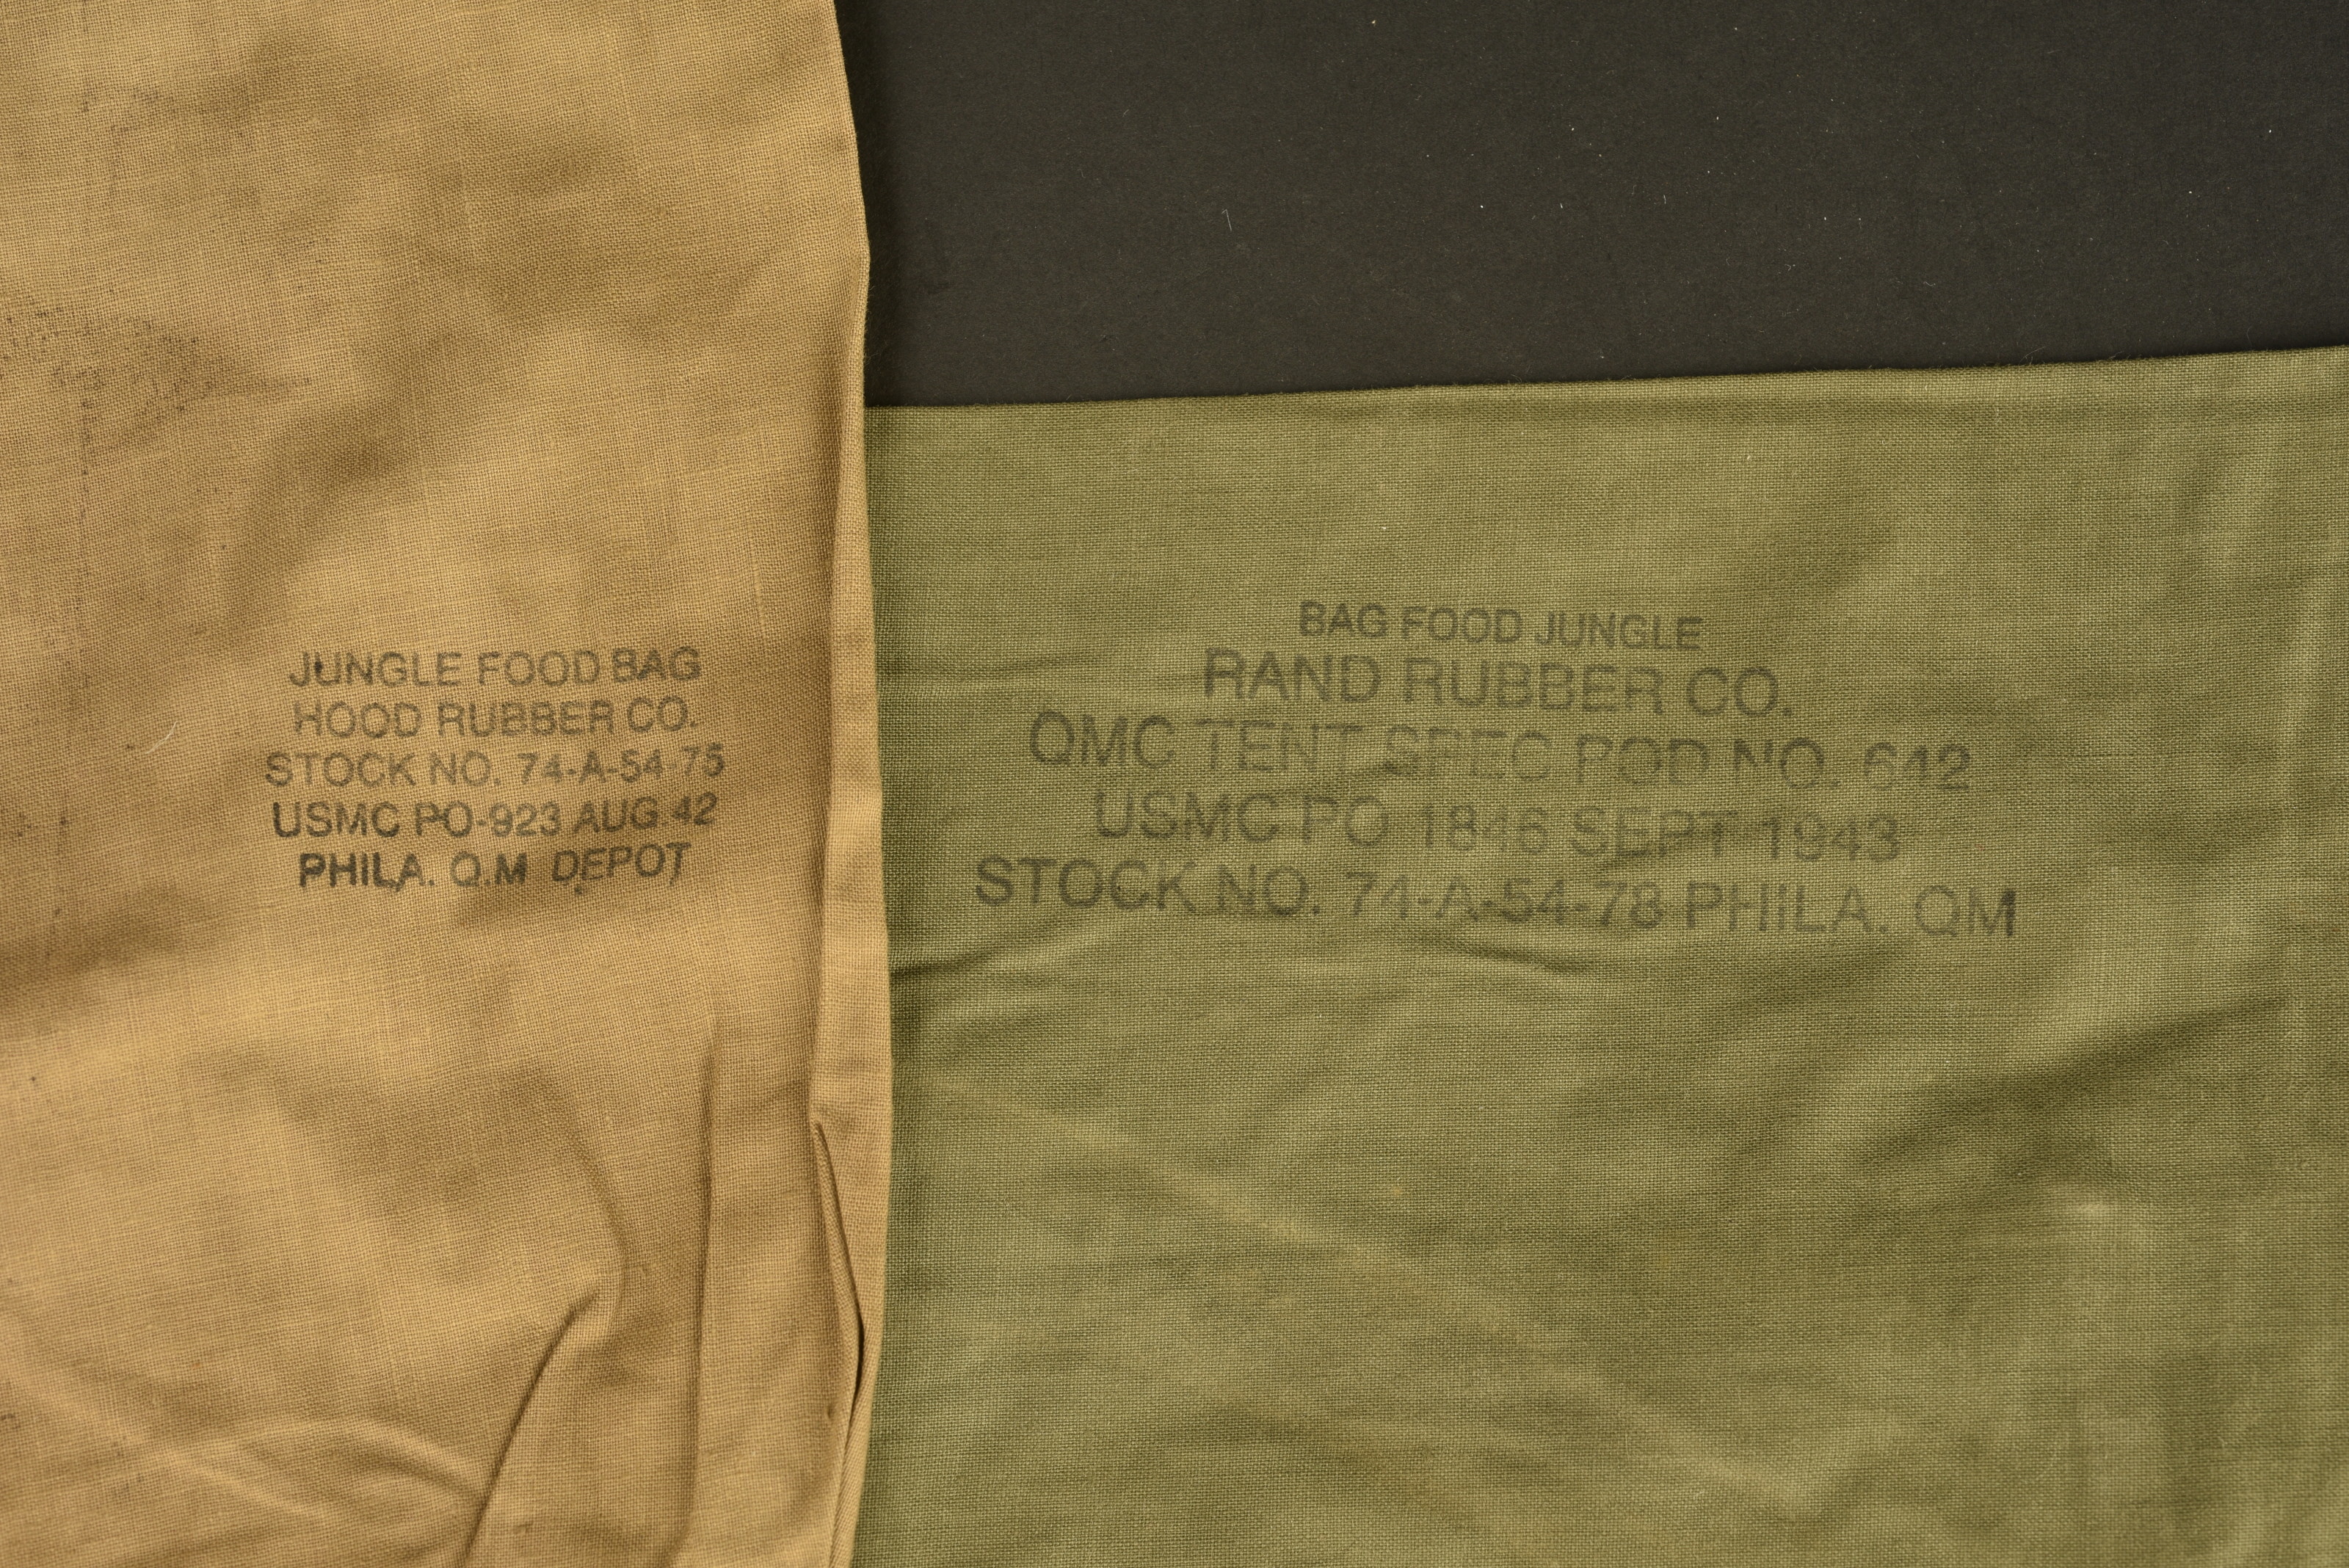 JUNGLE FOOD BAG
HOOD RUBBER CO.
STOCK NO. 74-A-54-75
USMC PO-923 AUG.42
PHILA. Q.M DEPOT
BAG FOOD JUNGLE
RAND RUBBER CO.
QMC TENT SPEC POD NO. 642
USMC PO 1846 SEPT 1943
STOCK NO. 74-A-54-78 PHILA. QM